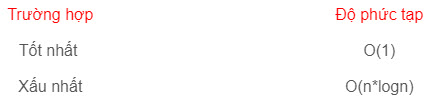 Trường hợp Độ phức tạp
Tốt nhất O(1)
Xấu nhất O(n*logn)